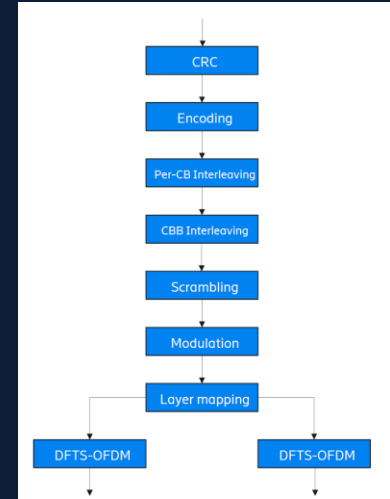 CRC
Encoding
Per-CB Interleaving
CBB Interleaving
Scrambling
Modulation
Layer mapping
DFTS-OFDM
DFTS-OFDM